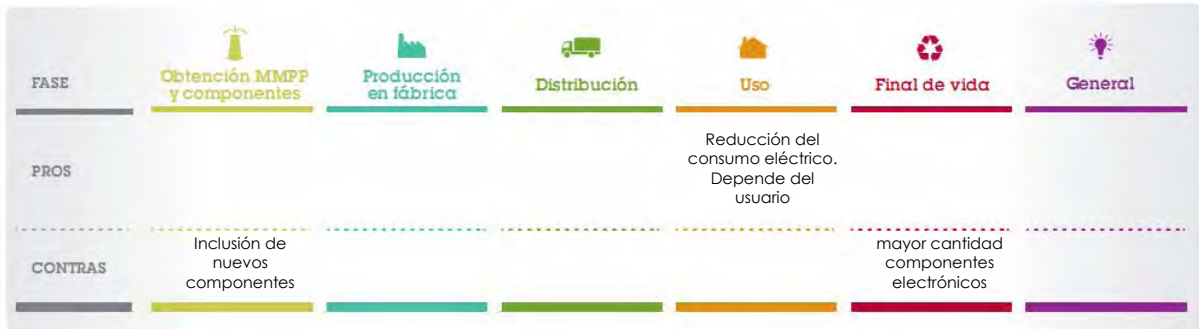 FASE
Obtención MMPP
y componentes
Producción
en fábrica
Distribución
Uso
Final de vida
General
PROS
Reducción del
consumo eléctrico.
Depende del
usuario
CONTRAS
Inclusión de
nuevos
componentes
mayor cantidad
componentes
electrónicos